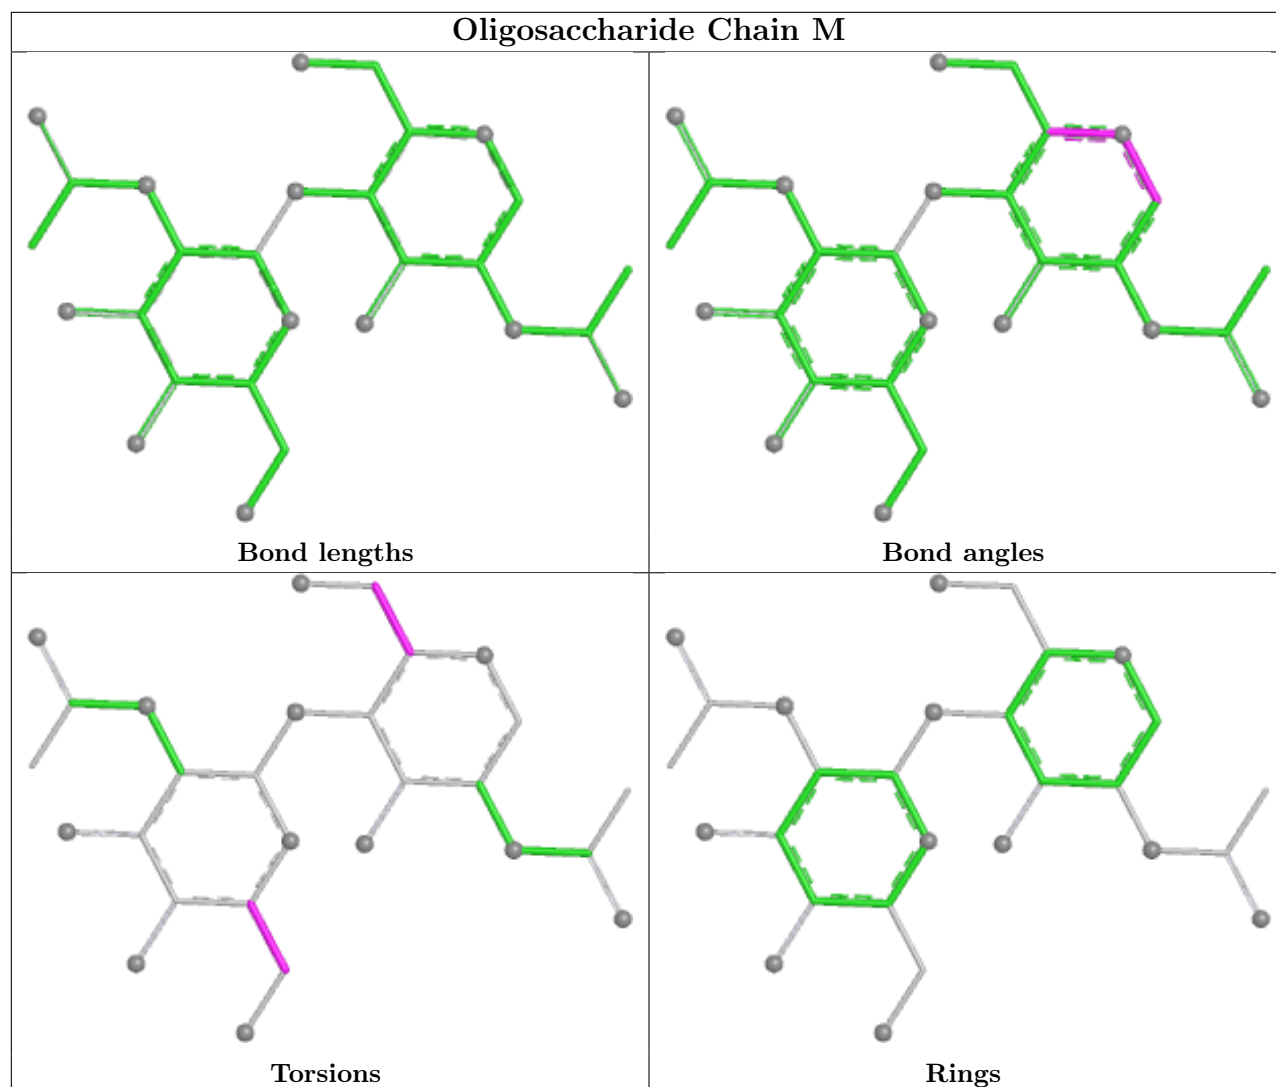 Oligosaccharide Chain M
Bond lengths
Bond angles
Torsions
Rings